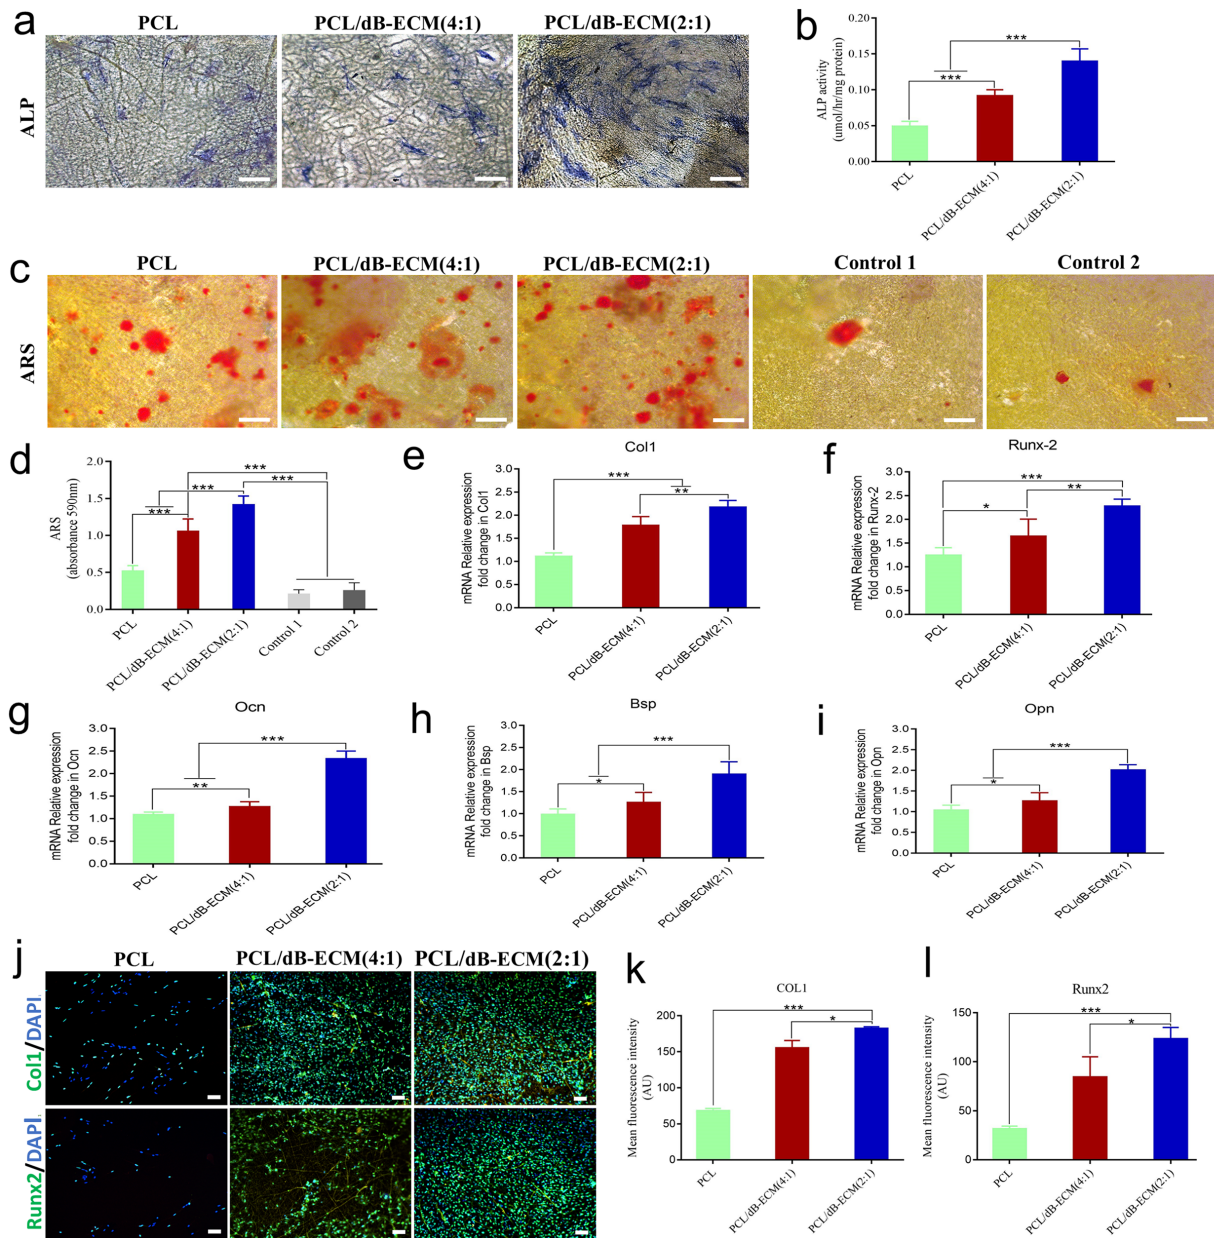 a
PCL
PCL/dB-ECM(4:1)
PCL/dB-ECM(2:1)
ALP
b
ALP activity
(umol/hr/mg protein)
0.20
0.15
0.10
0.05
0.00
***
***
PCL
PCL/dB-ECM(4:1)
PCL/dB-ECM(2:1)
c
PCL
PCL/dB-ECM(4:1)
PCL/dB-ECM(2:1)
Control 1
Control 2
ARS
d
ARS
(absorbance 590nm)
2.0
1.5
1.0
0.5
0.0
***
***
***
***
PCL
PCL/dB-ECM(4:1)
PCL/dB-ECM(2:1)
Control 1
Control 2
e
Col1
mRNA Relative expression
fold change in Col1
3.0
2.5
2.0
1.5
1.0
0.5
0.0
***
**
PCL
PCL/dB-ECM(4:1)
PCL/dB-ECM(2:1)
f
Runx-2
mRNA Relative expression
fold change in Runx-2
3.0
2.5
2.0
1.5
1.0
0.5
0.0
***
**
*
PCL
PCL/dB-ECM(4:1)
PCL/dB-ECM(2:1)
g
Ocn
mRNA Relative expression
fold change in Ocn
3.0
2.5
2.0
1.5
1.0
0.5
0.0
***
**
PCL
PCL/dB-ECM(4:1)
PCL/dB-ECM(2:1)
h
Bsp
mRNA Relative expression
fold change in Bsp
3.0
2.5
2.0
1.5
1.0
0.5
0.0
***
*
PCL
PCL/dB-ECM(4:1)
PCL/dB-ECM(2:1)
i
Opn
mRNA Relative expression
fold change in Opn
3.0
2.5
2.0
1.5
1.0
0.5
0.0
***
*
PCL
PCL/dB-ECM(4:1)
PCL/dB-ECM(2:1)
j
PCL
PCL/dB-ECM(4:1)
PCL/dB-ECM(2:1)
Col1/DAPI
Runx2/DAPI
k
COL1
Mean fluorescence intensity
(AU)
200
150
100
50
0
***
*
PCL
PCL/dB-ECM(4:1)
PCL/dB-ECM(2:1)
l
Runx2
Mean fluorescence intensity
(AU)
150
100
50
0
***
*
PCL
PCL/dB-ECM(4:1)
PCL/dB-ECM(2:1)